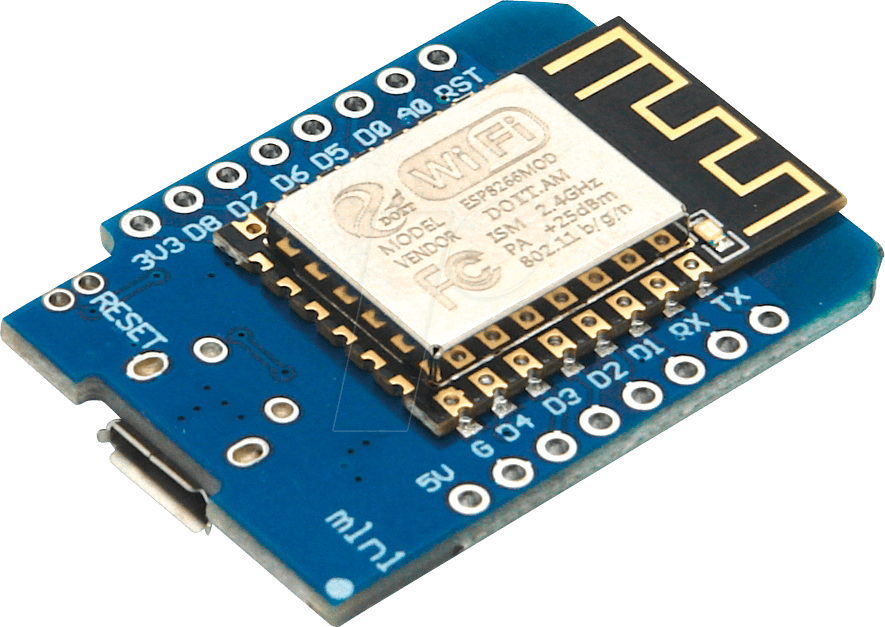 RST
A0
D0
D5
D6
D7
D8
3V3
RESET
WiFi
DOIT
MODEL ESP8266MOD
VENDOR DOIT.AM
ISM 2.4GHz
PA +25dBm
802.11 b/g/n
FC
TX
RX
D1
D2
D3
D4
G
5V
mini